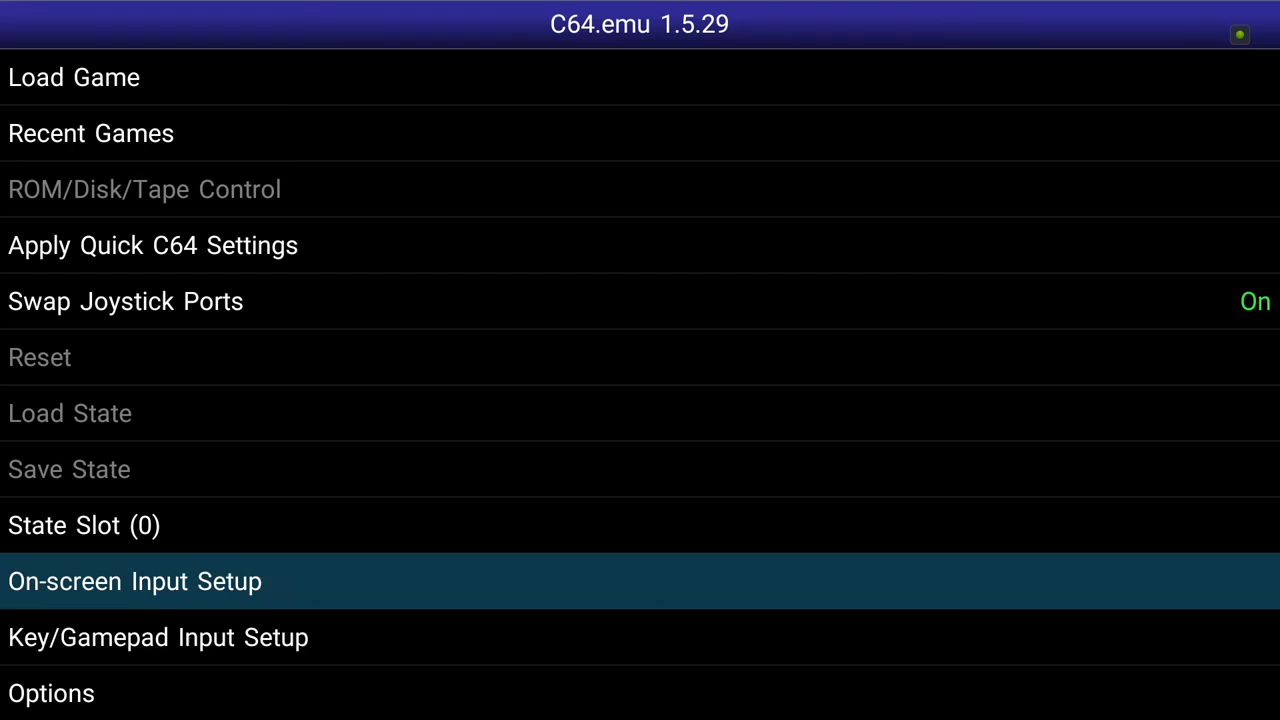 C64.emu 1.5.29
Load Game
Recent Games
ROM/Disk/Tape Control
Apply Quick C64 Settings
Swap Joystick Ports On
Reset
Load State
Save State
State Slot (0)
On-screen Input Setup
Key/Gamepad Input Setup
Options